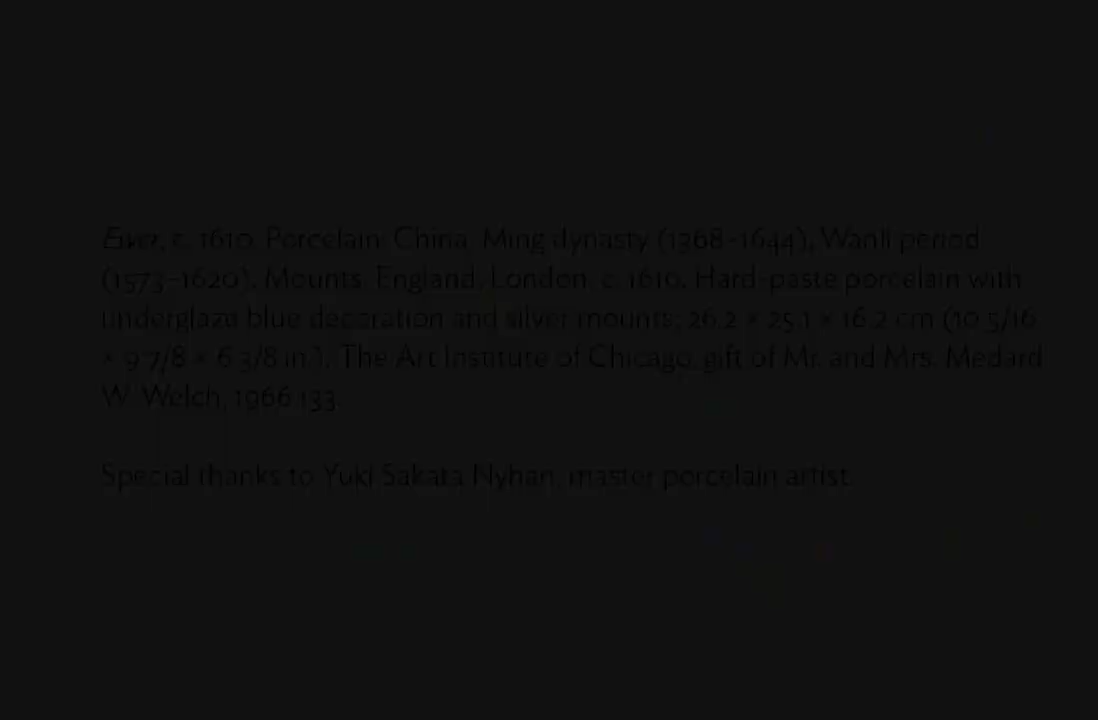 Ewer, c. 1610. Porcelain: China, Ming dynasty (1368–1644), Wanli period
(1573–1620). Mounts: England, London, c. 1610. Hard-paste porcelain with
underglaze blue decoration and silver mounts; 26.2 × 25.1 × 16.2 cm (10 5/16
× 9 7/8 × 6 3/8 in.). The Art Institute of Chicago, gift of Mr. and Mrs. Medard
W. Welch, 1966.133.
Special thanks to Yuki Sakata Nyhan, master porcelain artist.